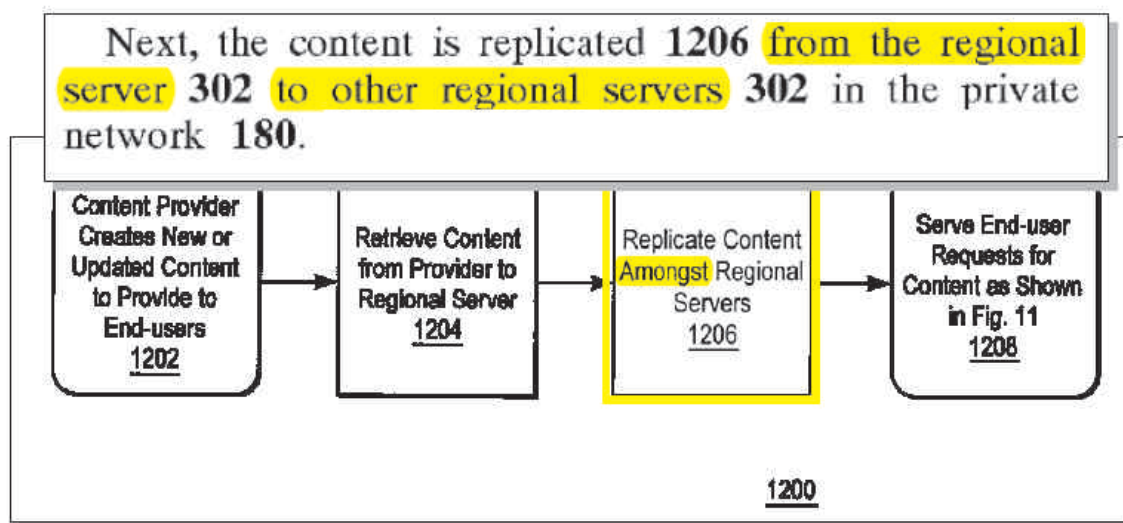 Next, the content is replicated 1206 from the regional
server 302 to other regional servers 302 in the private
network 180.
Content Provider
Creates New or
Updated Content
to Provide to
End-users
1202
Retrieve Content
from Provider to
Regional Server
1204
Replicate Content
Amongst Regional
Servers
1206
Serve End-user
Requests for
Content as Shown
in Fig. 11
1208
1200